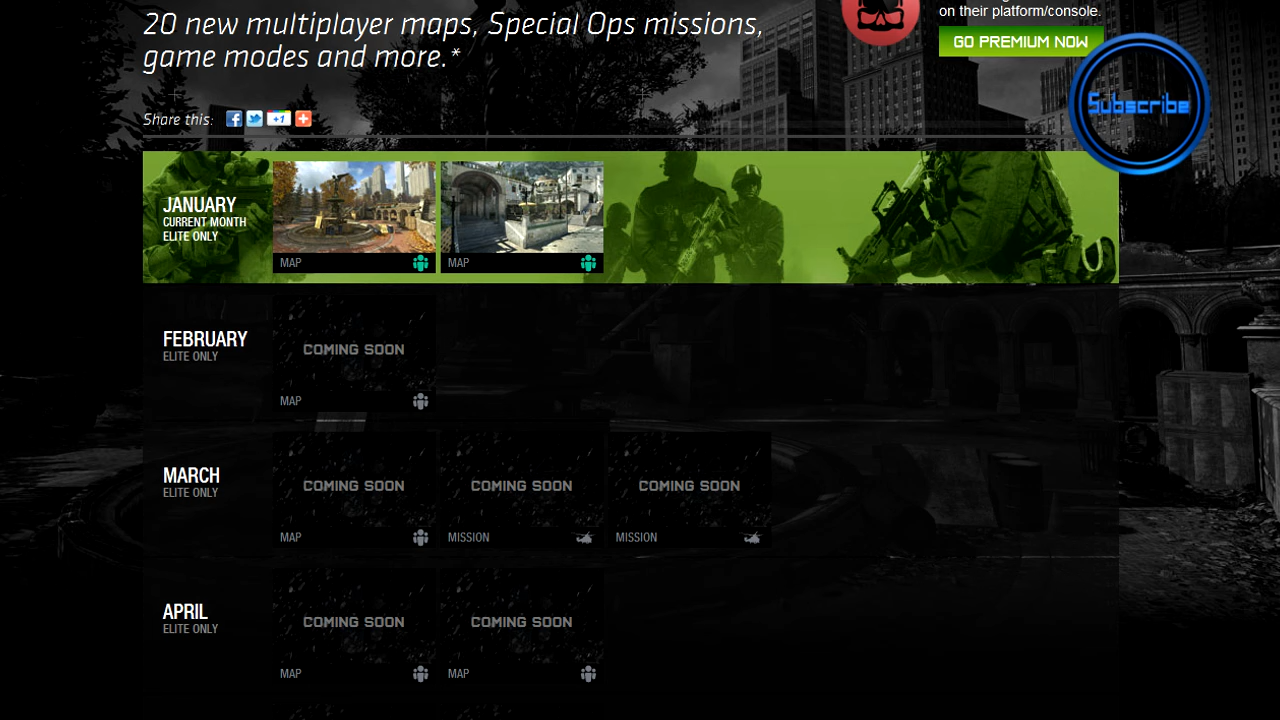 20 new multiplayer maps, Special Ops missions,
game modes and more.*
on their platform/console.
GO PREMIUM NOW
Subscribe
Share this:
+1
JANUARY
CURRENT MONTH
ELITE ONLY
MAP
MAP
FEBRUARY
ELITE ONLY
COMING SOON
MAP
MARCH
ELITE ONLY
COMING SOON
COMING SOON
COMING SOON
MAP
MISSION
MISSION
APRIL
ELITE ONLY
COMING SOON
COMING SOON
MAP
MAP